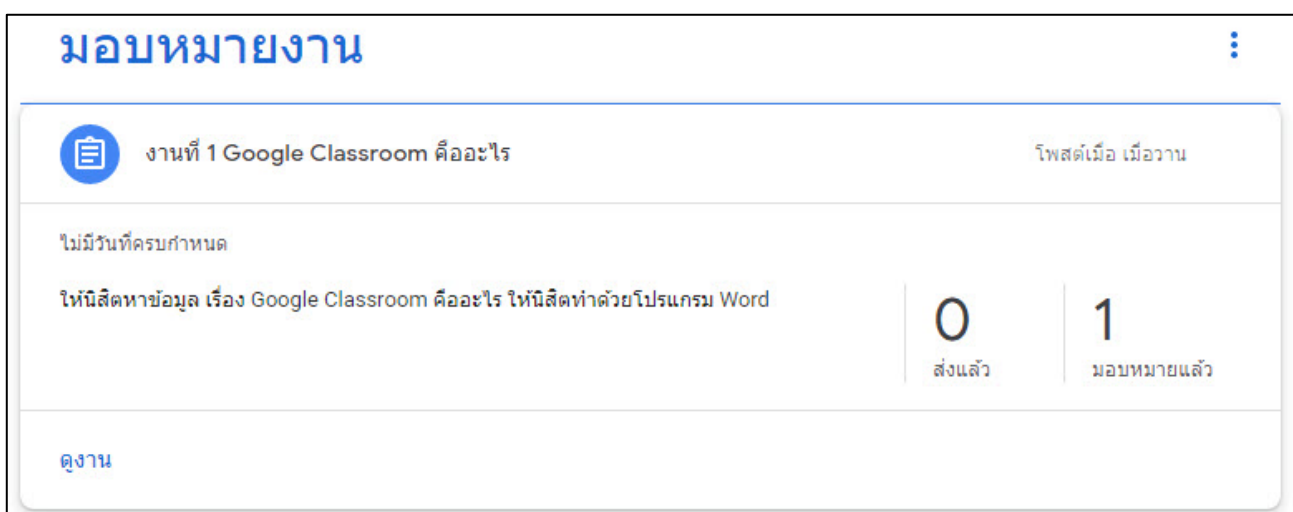 มอบหมายงาน
งานที่ 1 Google Classroom คืออะไร
โพสต์เมื่อ เมื่อวาน
ไม่มีวันที่ครบกำหนด
ให้นิสิตหาข้อมูล เรื่อง Google Classroom คืออะไร ให้นิสิตทำด้วยโปรแกรม Word
0
ส่งแล้ว
1
มอบหมายแล้ว
ดูงาน